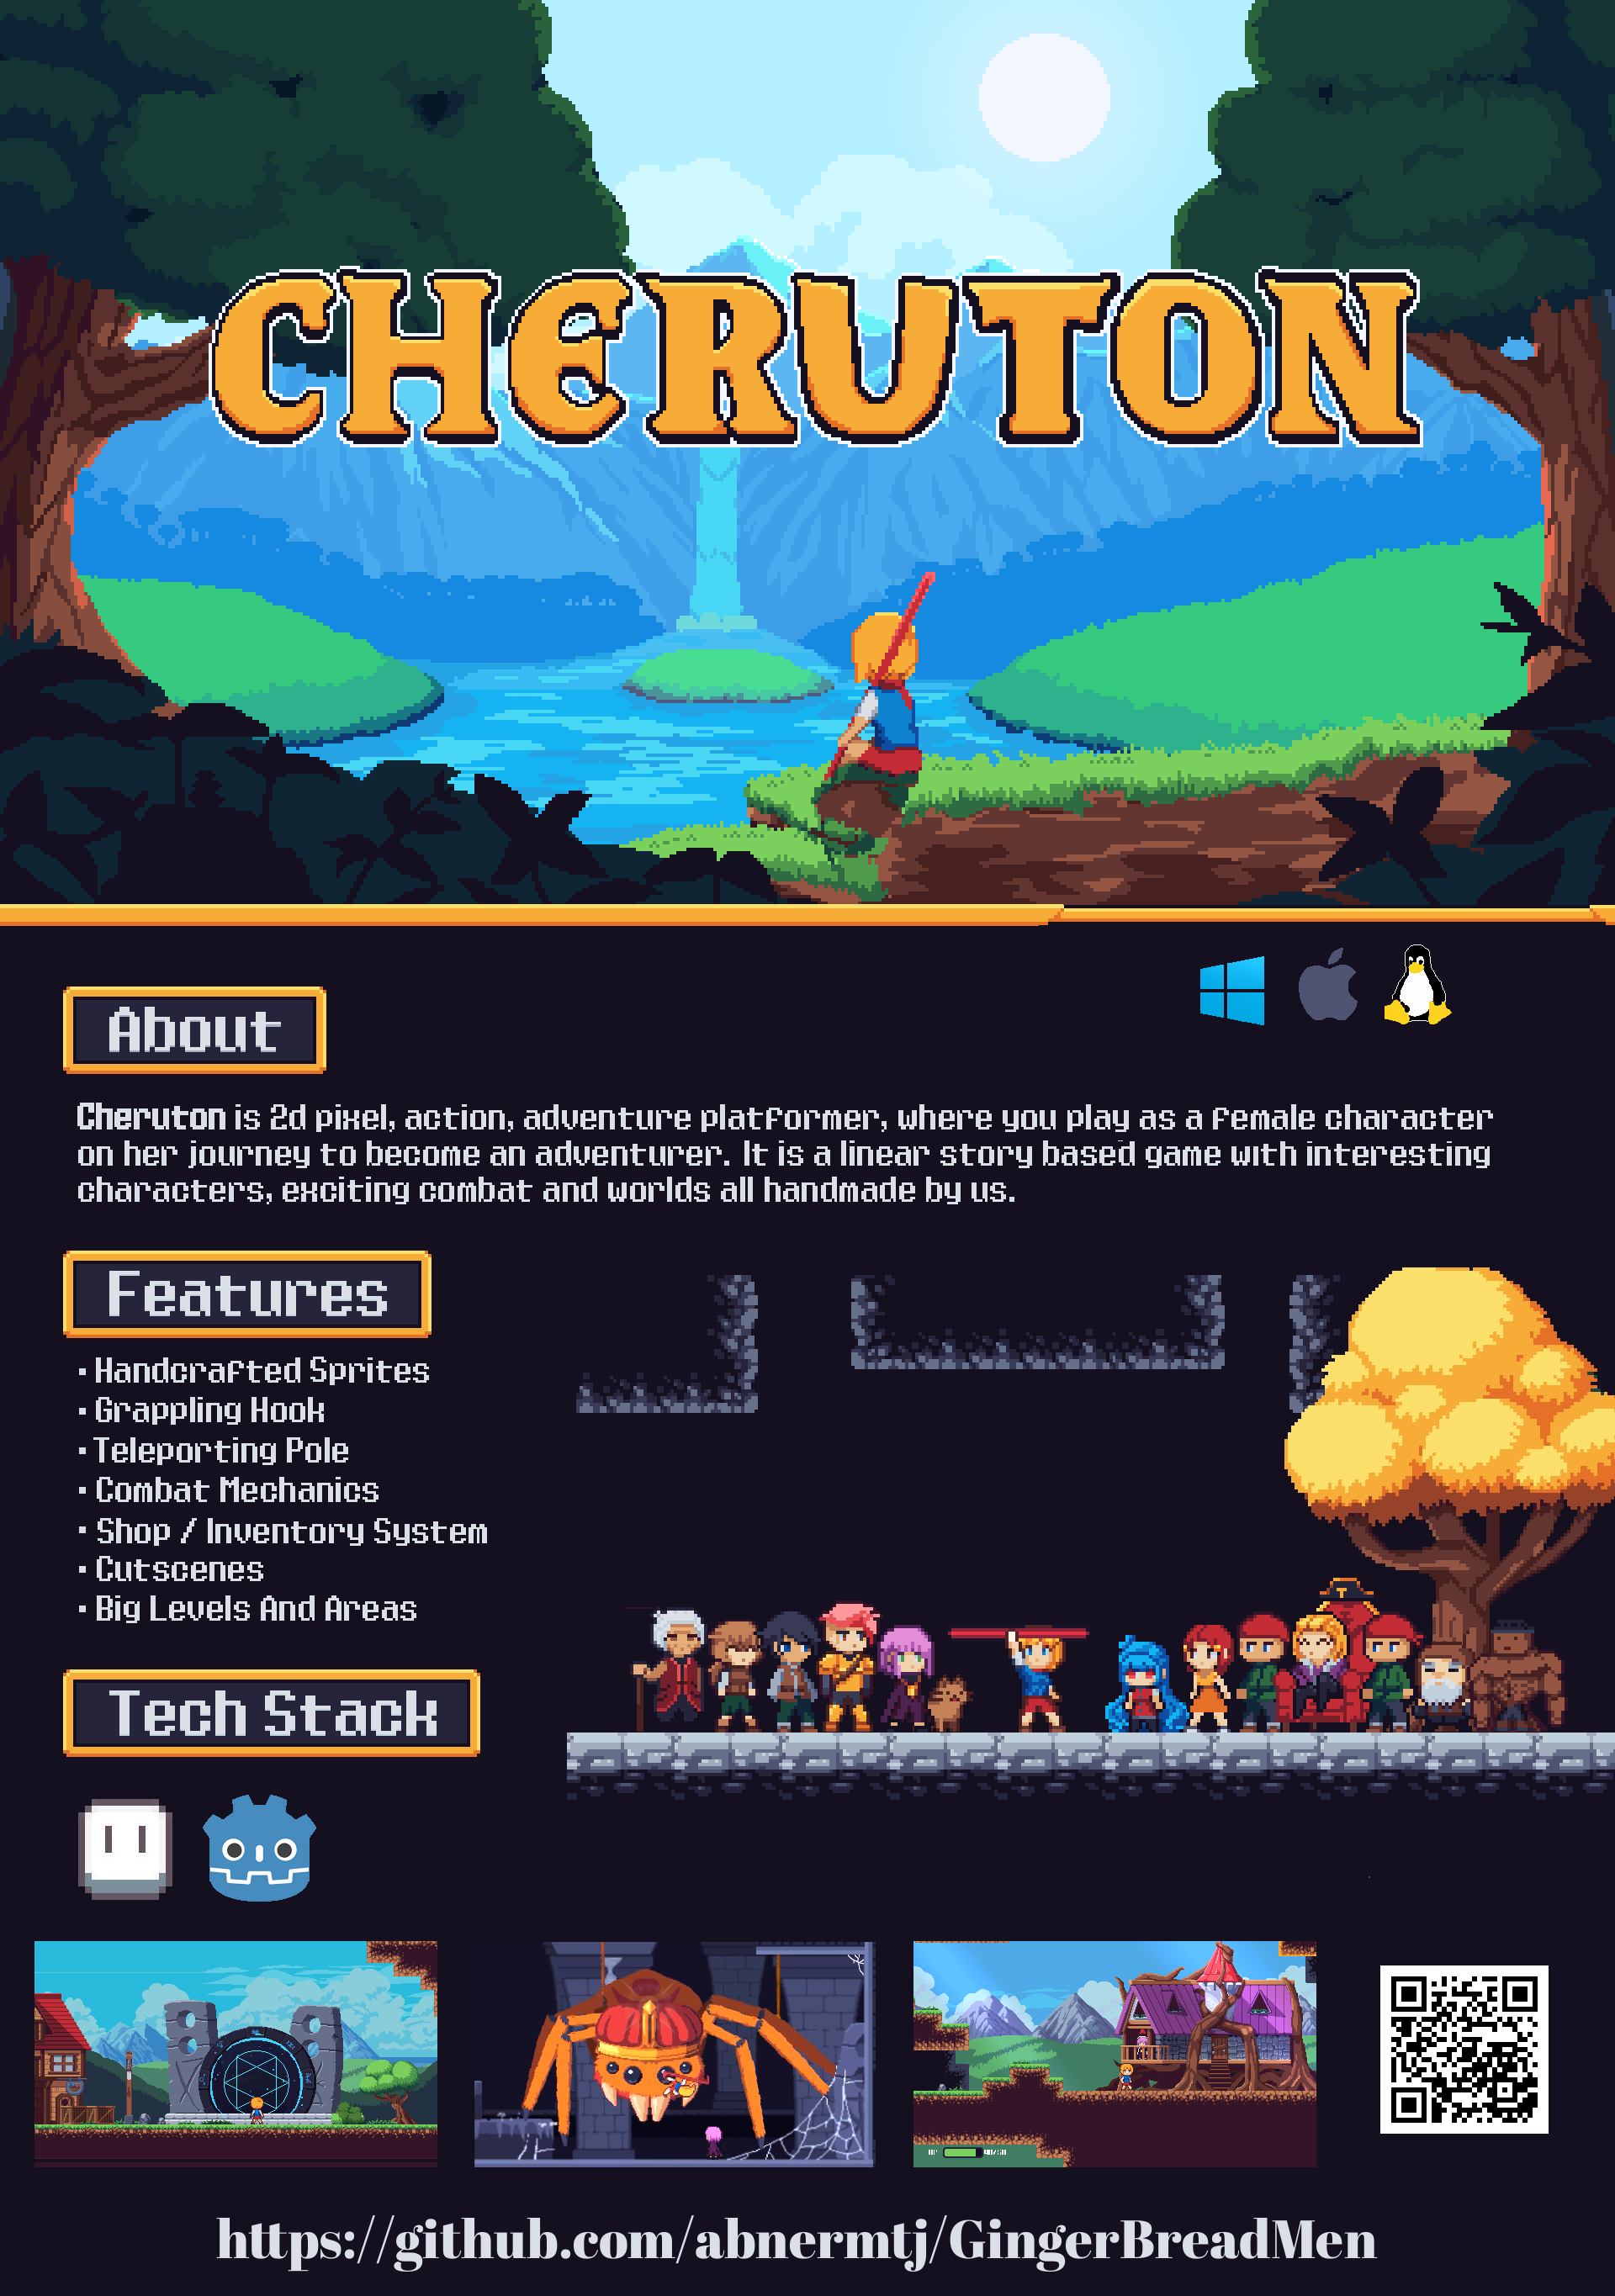 CHERUTON
About
Cheruton is 2d pixel, action, adventure platformer, where you play as a female character
on her journey to become an adventurer. It is a linear story based game with interesting
characters, exciting combat and worlds all handmade by us.
Features
· Handcrafted Sprites
· Grappling Hook
· Teleporting Pole
· Combat Mechanics
· Shop / Inventory System
· Cutscenes
· Big Levels And Areas
T
Tech Stack
https://github.com/abnermtj/GingerBreadMen